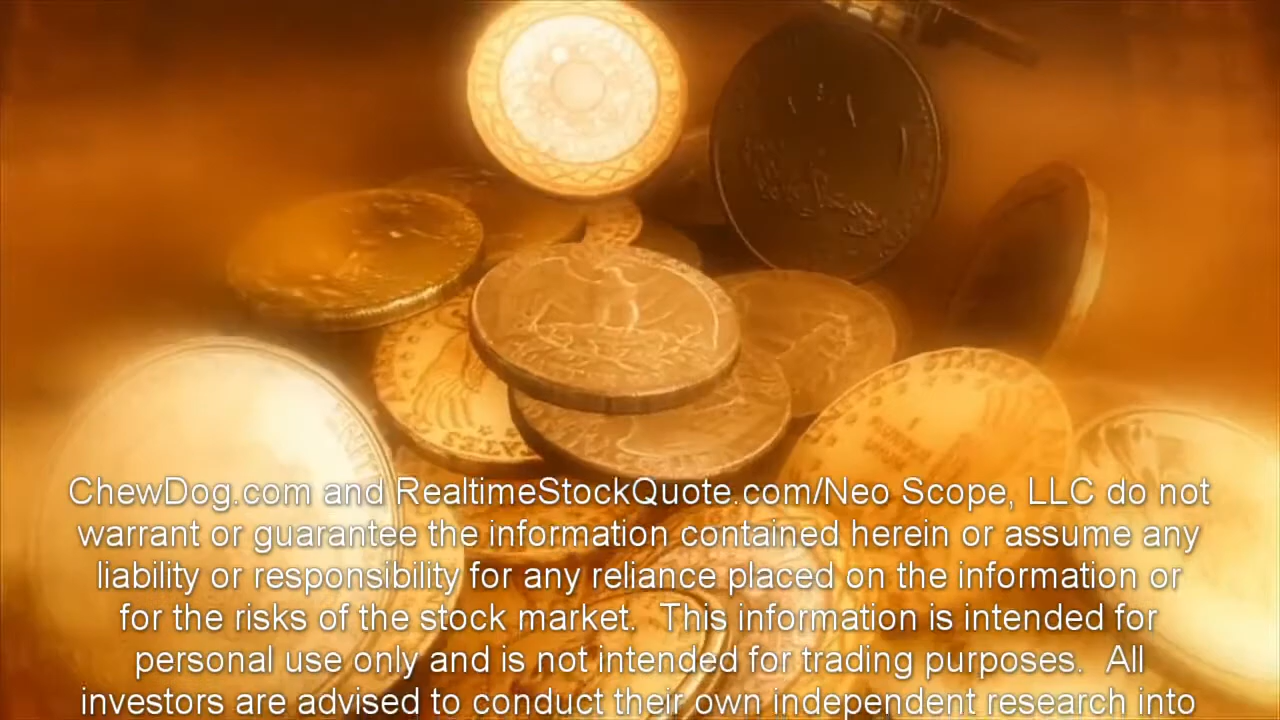 ChewDog.com and RealtimeStockQuote.com/Neo Scope, LLC do not
warrant or guarantee the information contained herein or assume any
liability or responsibility for any reliance placed on the information or
for the risks of the stock market.  This information is intended for
personal use only and is not intended for trading purposes.  All
investors are advised to conduct their own independent research into